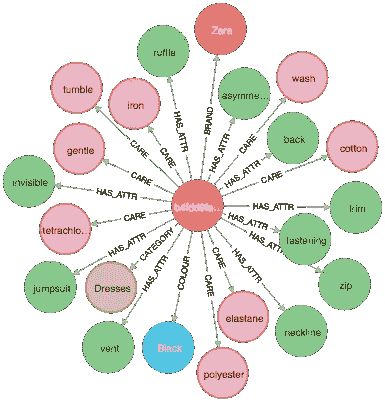 Zara
ruffle
asymme...
wash
tumble
iron
back
cotton
gentle
invisible
trim
tetrachlo...
fastening
zip
jumpsuit
Dresses
elastane
neckline
vent
Black
polyester
BRAND
HAS_ATTR
HAS_ATTR
CARE
CARE
CARE
HAS_ATTR
CARE
CARE
HAS_ATTR
HAS_ATTR
CARE
HAS_ATTR
HAS_ATTR
HAS_ATTR
CATEGORY
HAS_ATTR
COLOUR
CARE
CARE
HAS_ATTR